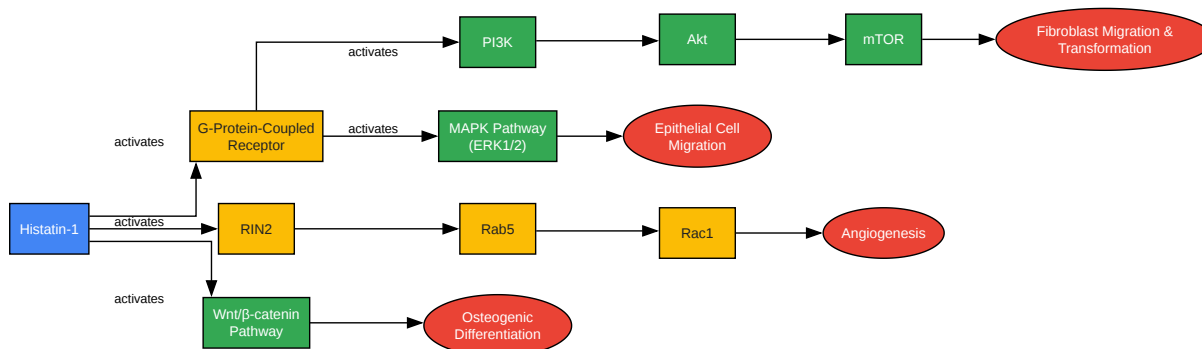 activates
PI3K
Akt
mTOR
Fibroblast Migration &
Transformation
activates
G-Protein-Coupled
Receptor
activates
MAPK Pathway
(ERK1/2)
Epithelial Cell
Migration
Histatin-1
activates
RIN2
Rab5
Rac1
Angiogenesis
activates
Wnt/β-catenin
Pathway
Osteogenic
Differentiation